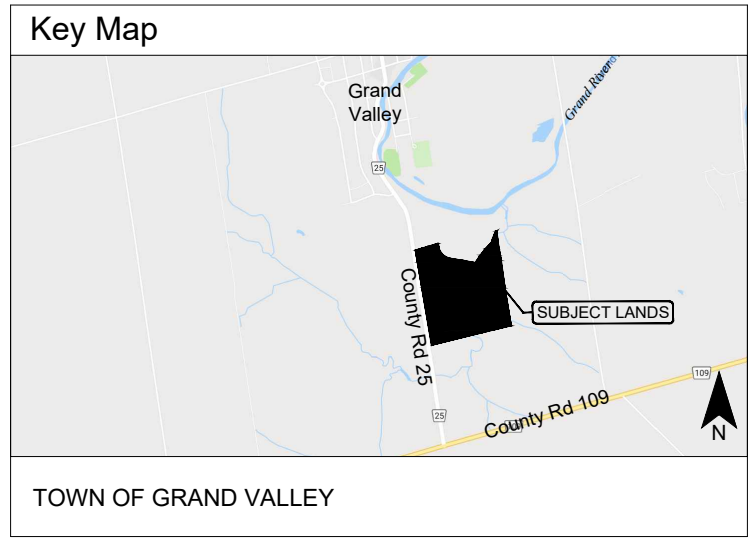 Key Map
Grand
Valley
Grand River
25
County Rd 25
SUBJECT LANDS
109
25
County Rd 109
N
TOWN OF GRAND VALLEY